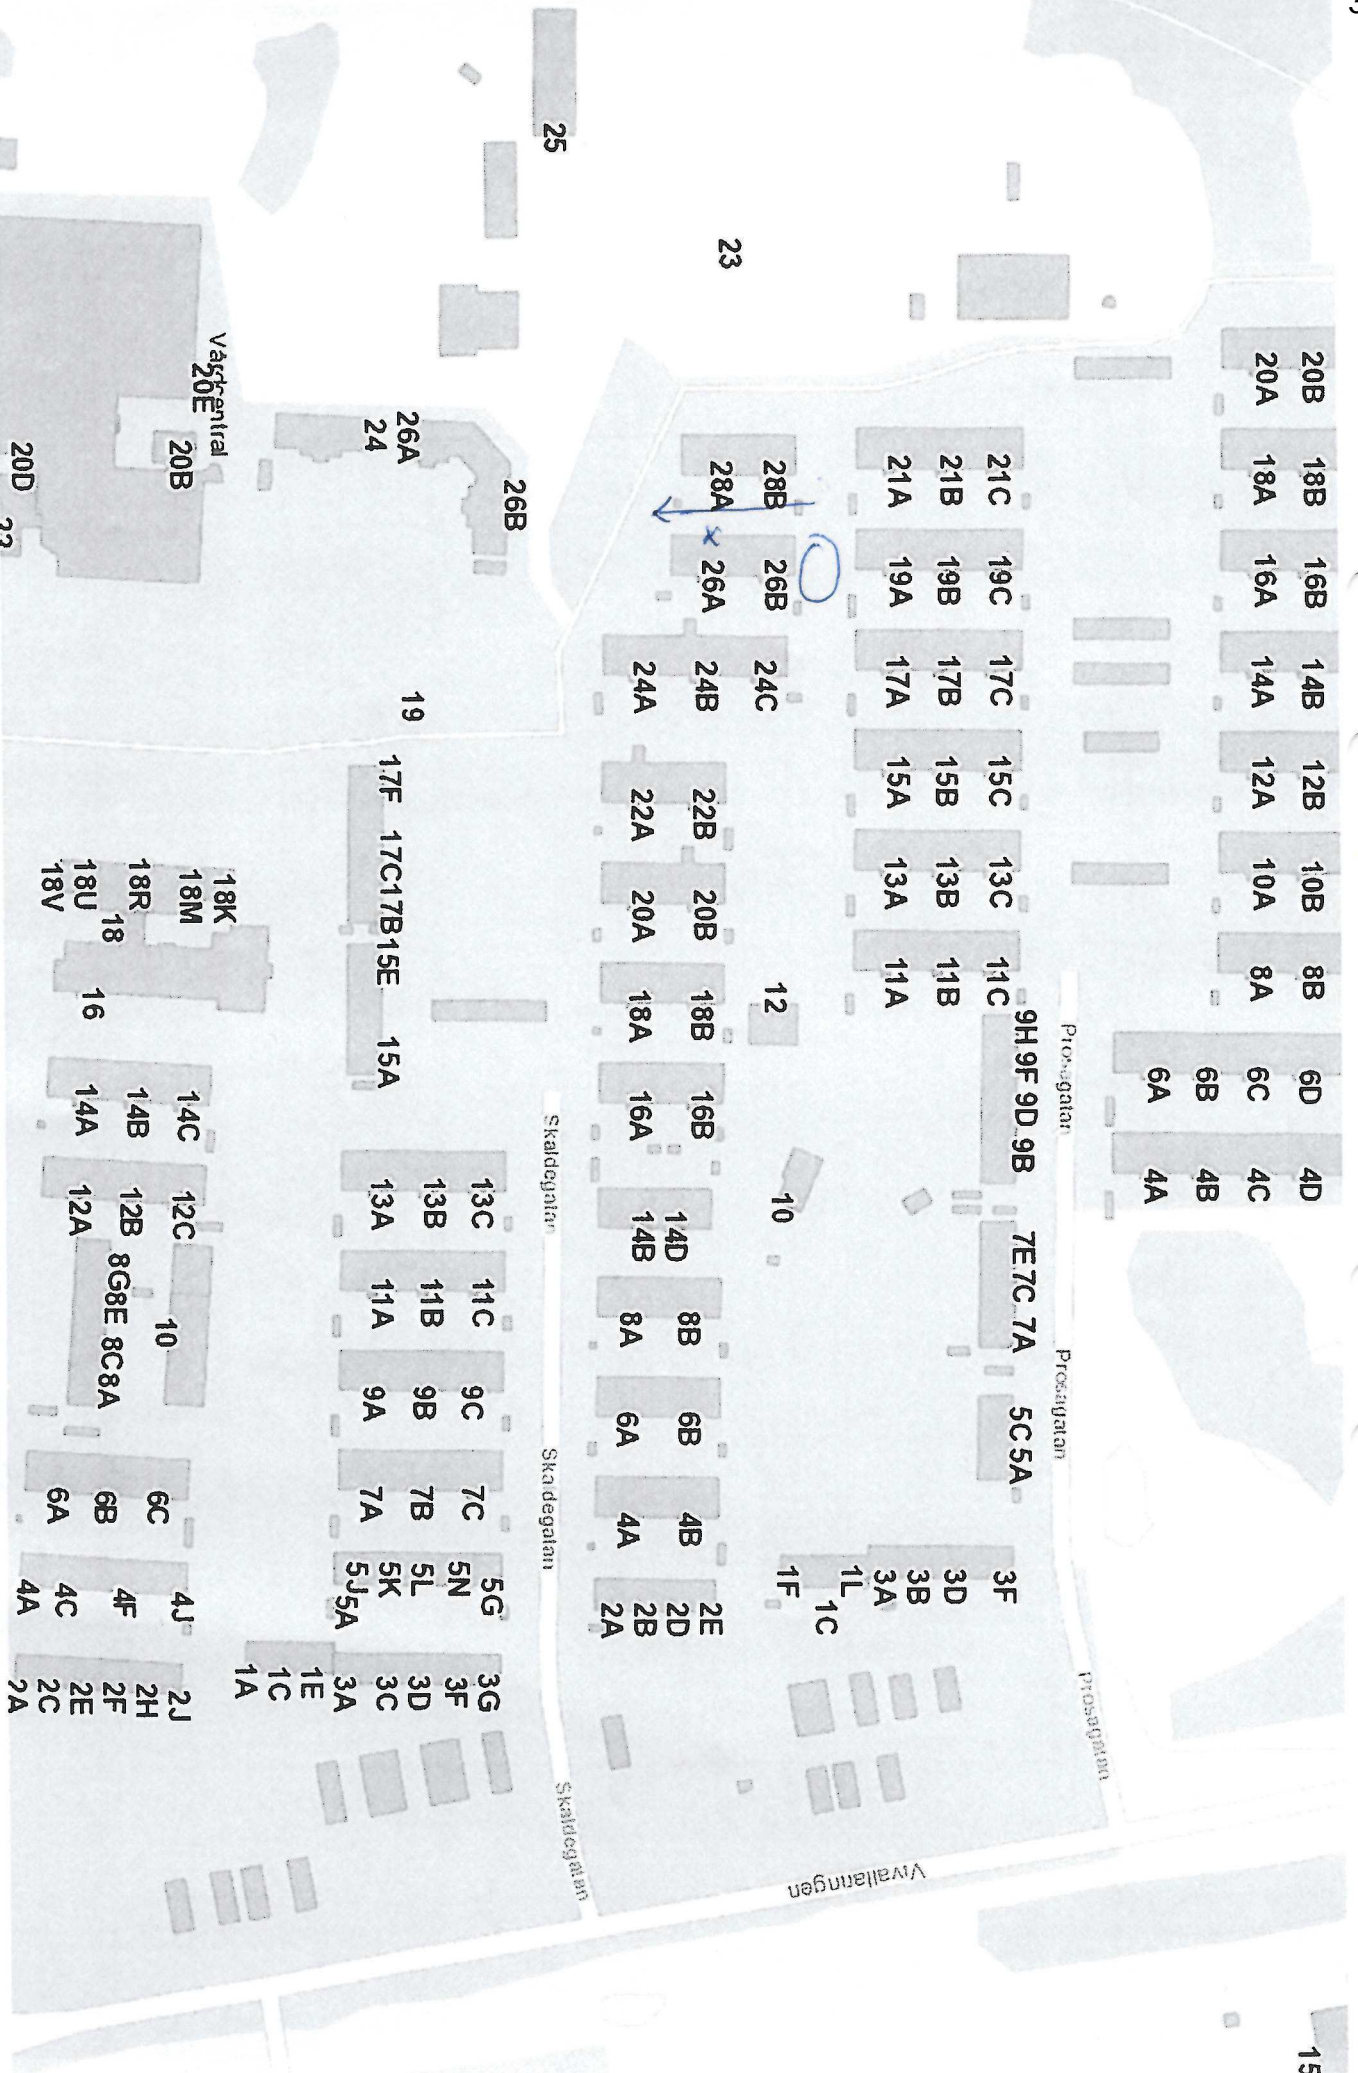 20B 18B 16B 14B 12B 10B 8B 6D 4D
20A 18A 16A 14A 12A 10A 8A 6C 4C
6B 4B
6A 4A
Prosagatan Prosagatan Prosagatan
9H 9F 9D 9B 7E 7C 7A 5C 5A
21C 19C 17C 15C 13C 11C 3F
21B 19B 17B 15B 13B 11B 3D
3B
21A 19A 17A 15A 13A 11A 3A
1L
Vivallaringen
1C
1F
28B 26B 24C 12 10
23 28A x 26A 24B 22B 20B 18B 16B 14D 8B 6B 4B 2E
2D
24A 22A 20A 18A 16A 14B 8A 6A 4A 2B
2A
25
Skaldegatan Skaldegatan Skaldegatan
26B 13C 11C 9C 7C 5G 3G
5N 3F
13B 11B 9B 7B 5L 3D
26A 19
17F 17C 17B 15E 15A 5K 3C
24 13A 11A 9A 7A 5J
5A 3A
1E
1C
1A
Vårdcentral
20E 18K
20B 18M 14C 12C 10 6C 4J 2J
18R 14B 12B 2H
8G 8E 8C 8A 6B 4F 2F
18
18U 16 14A 12A 2E
18V 6A 4C 2C
20D 4A 2A